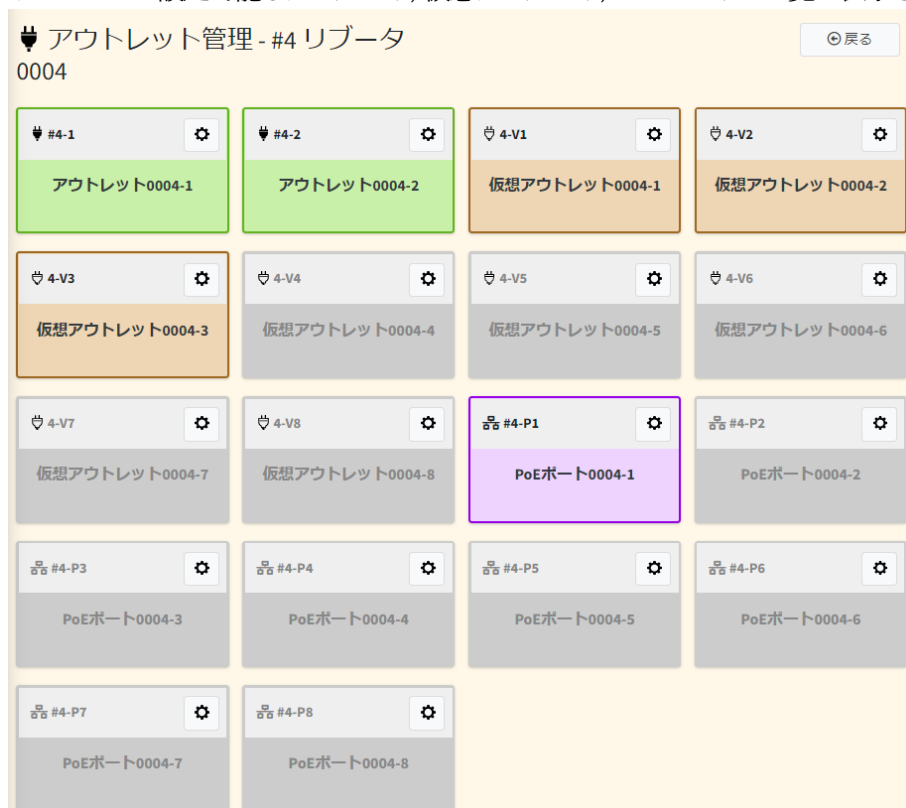 アウトレット管理 - #4 リブータ
0004
戻る
#4-1
アウトレット0004-1
#4-2
アウトレット0004-2
4-V1
仮想アウトレット0004-1
4-V2
仮想アウトレット0004-2
4-V3
仮想アウトレット0004-3
4-V4
仮想アウトレット0004-4
4-V5
仮想アウトレット0004-5
4-V6
仮想アウトレット0004-6
4-V7
仮想アウトレット0004-7
4-V8
仮想アウトレット0004-8
#4-P1
PoEポート0004-1
#4-P2
PoEポート0004-2
#4-P3
PoEポート0004-3
#4-P4
PoEポート0004-4
#4-P5
PoEポート0004-5
#4-P6
PoEポート0004-6
#4-P7
PoEポート0004-7
#4-P8
PoEポート0004-8